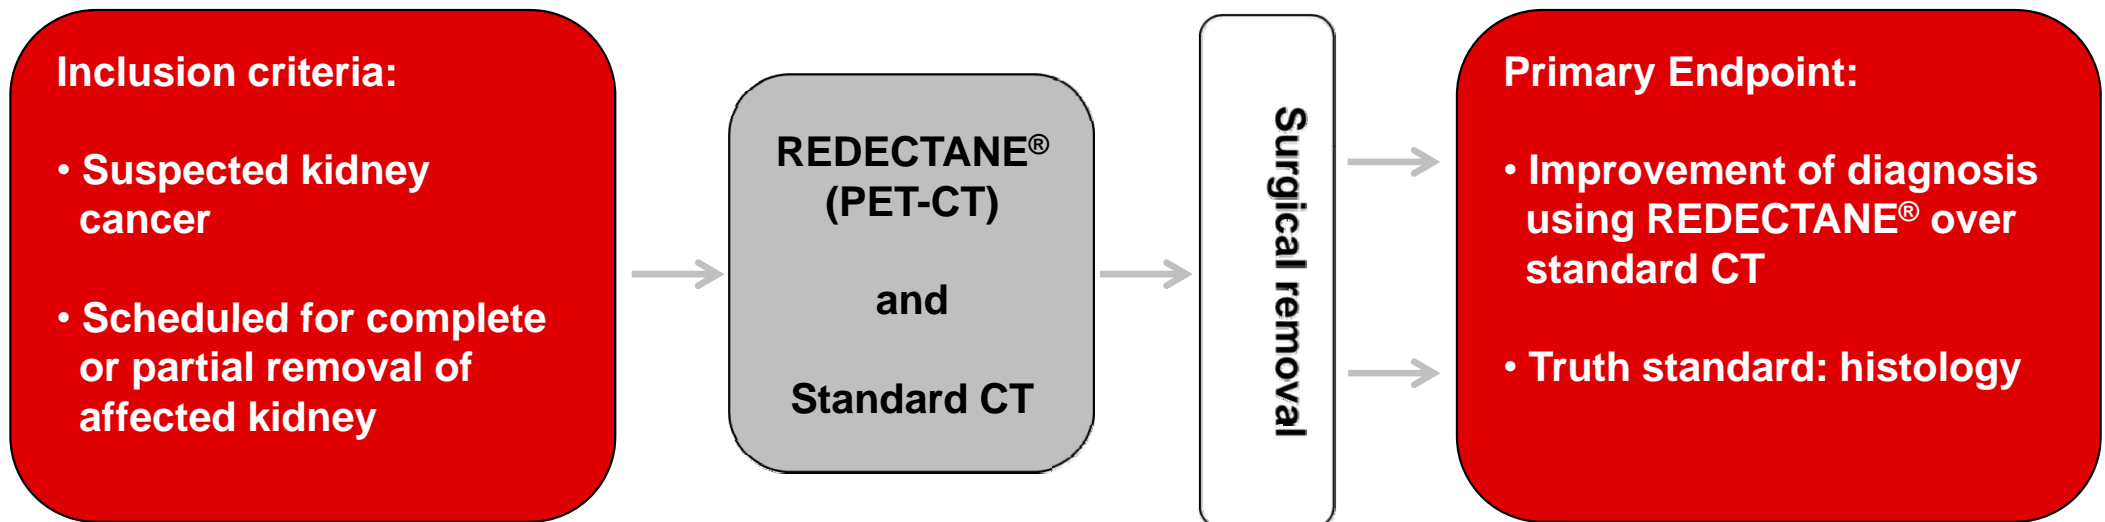 Inclusion criteria:
• Suspected kidney
cancer
• Scheduled for complete
or partial removal of
affected kidney
REDECTANE®
(PET-CT)
and
Standard CT
Surgical removal
Primary Endpoint:
• Improvement of diagnosis
using REDECTANE® over
standard CT
• Truth standard: histology